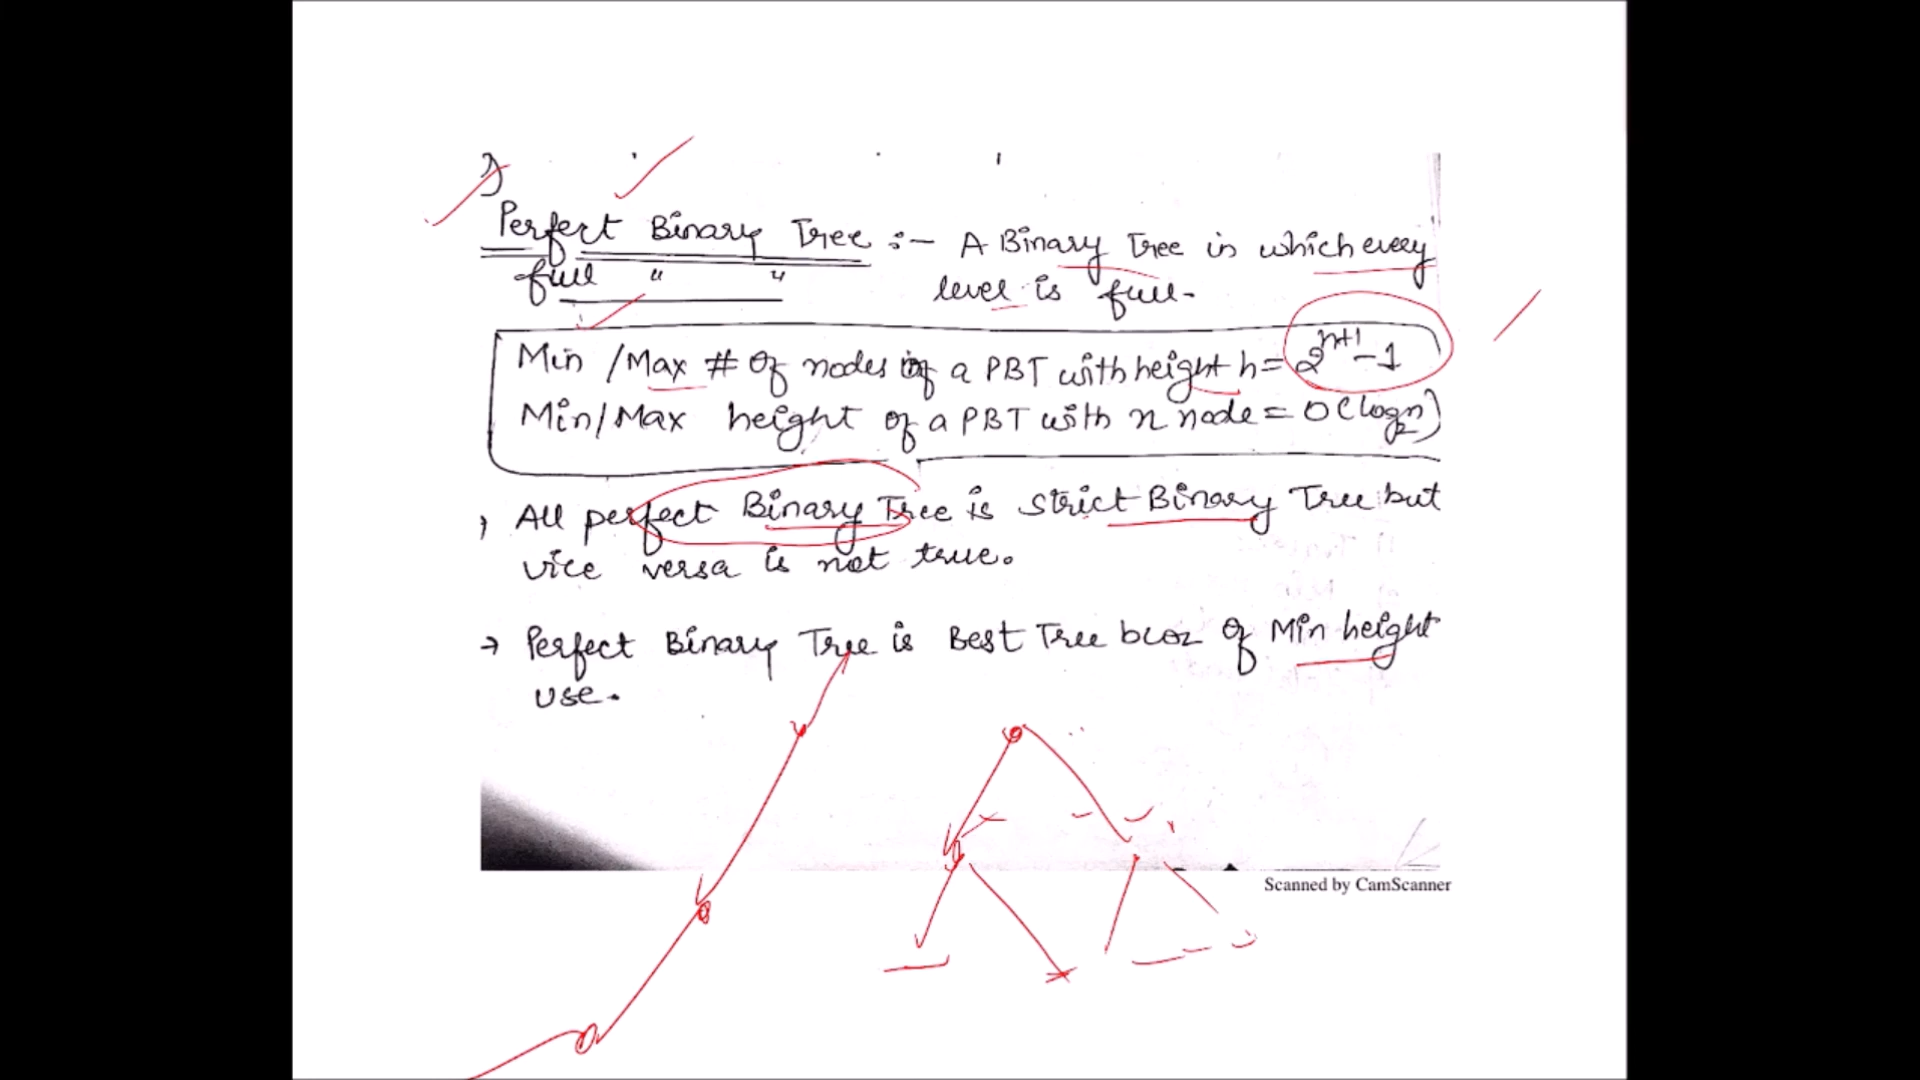 Perfect Binary Tree :- A Binary Tree in which every
full " " level is full.
Min /Max # of nodes in of a PBT with height h = 2^{h+1} - 1
Min/Max height of a PBT with n node = O(log₂n)
, All perfect Binary Tree is strict Binary Tree but
vice versa is not true.
→ Perfect Binary Tree is Best Tree bcoz of Min height
use.
Scanned by CamScanner